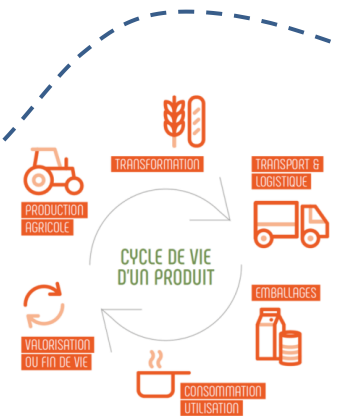 TRANSFORMATION
TRANSPORT &
LOGISTIQUE
PRODUCTION
AGRICOLE
CYCLE DE VIE
D'UN PRODUIT
EMBALLAGES
VALORISATION
OU FIN DE VIE
CONSOMMATION
UTILISATION